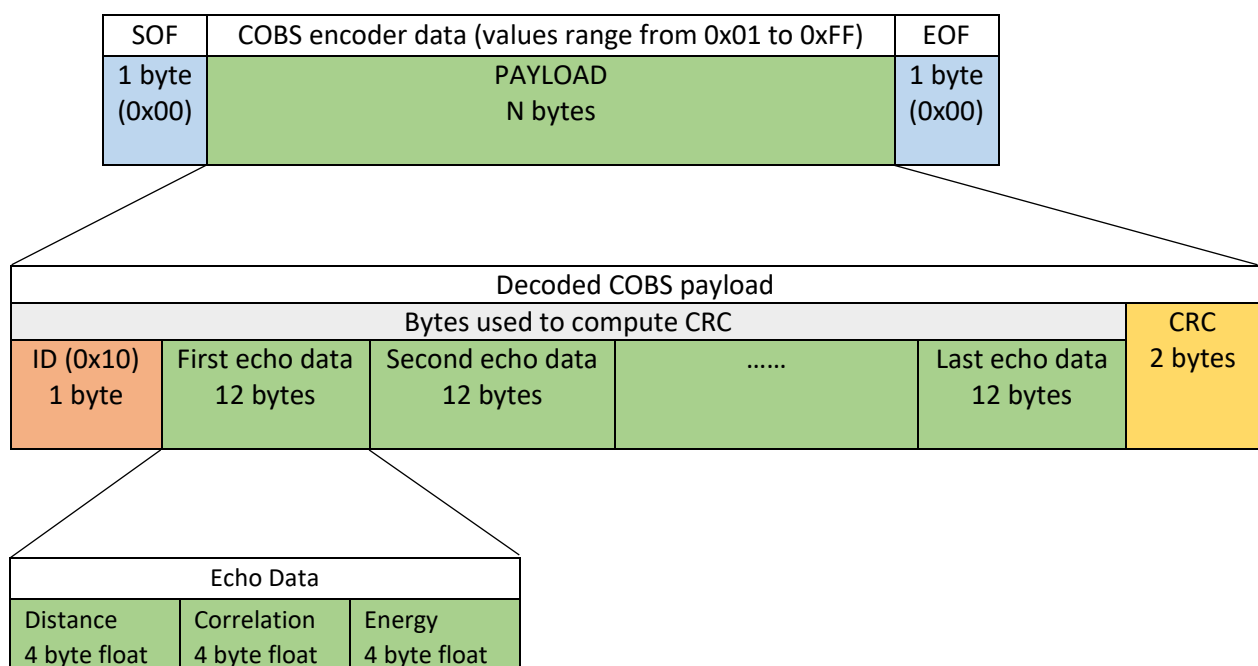 SOF COBS encoder data (values range from 0x01 to 0xFF) EOF
1 byte PAYLOAD 1 byte
(0x00) N bytes (0x00)
Decoded COBS payload
Bytes used to compute CRC CRC
ID (0x10) First echo data Second echo data ...... Last echo data 2 bytes
1 byte 12 bytes 12 bytes 12 bytes
Echo Data
Distance Correlation Energy
4 byte float 4 byte float 4 byte float